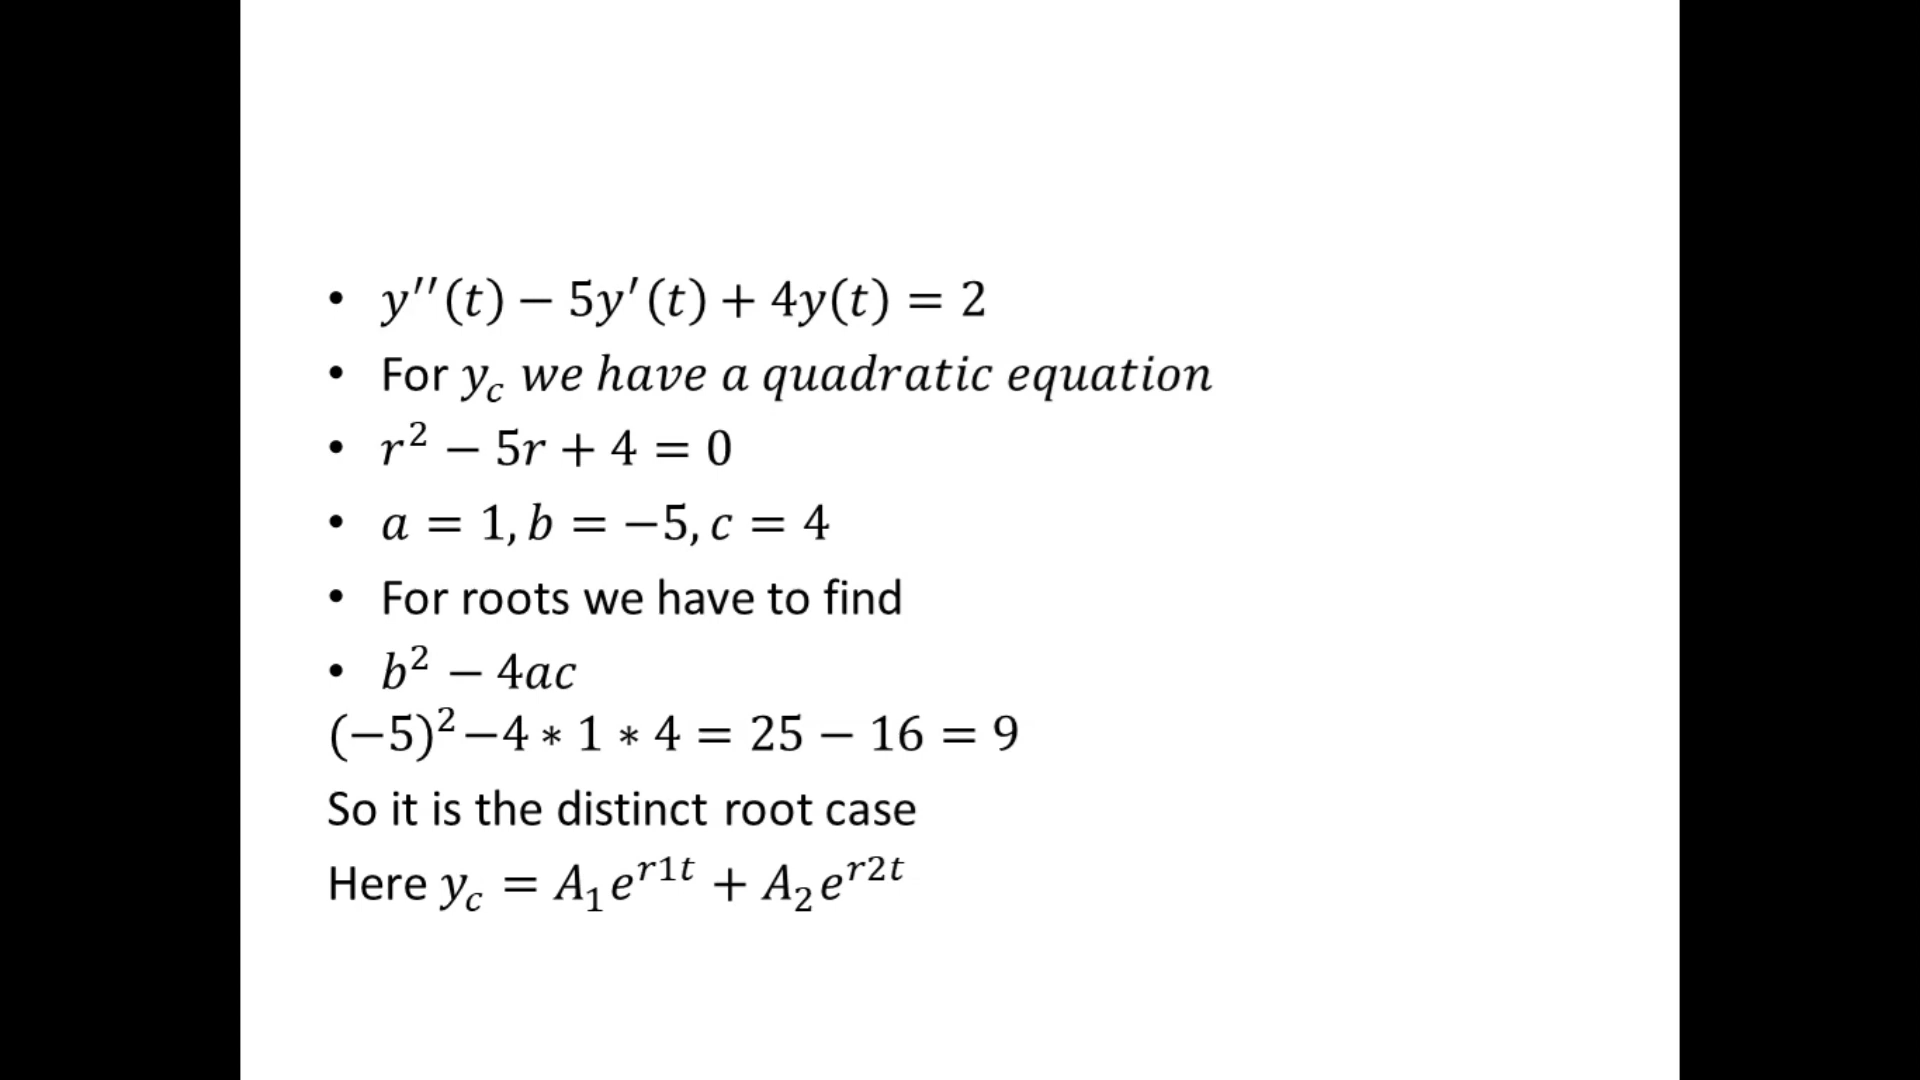 • y′′(t) − 5y′(t) + 4y(t) = 2
• For y_c we have a quadratic equation
• r² − 5r + 4 = 0
• a = 1, b = −5, c = 4
• For roots we have to find
• b² − 4ac
(−5)²−4 ∗ 1 ∗ 4 = 25 − 16 = 9
So it is the distinct root case
Here y_c = A₁e^{r1t} + A₂e^{r2t}